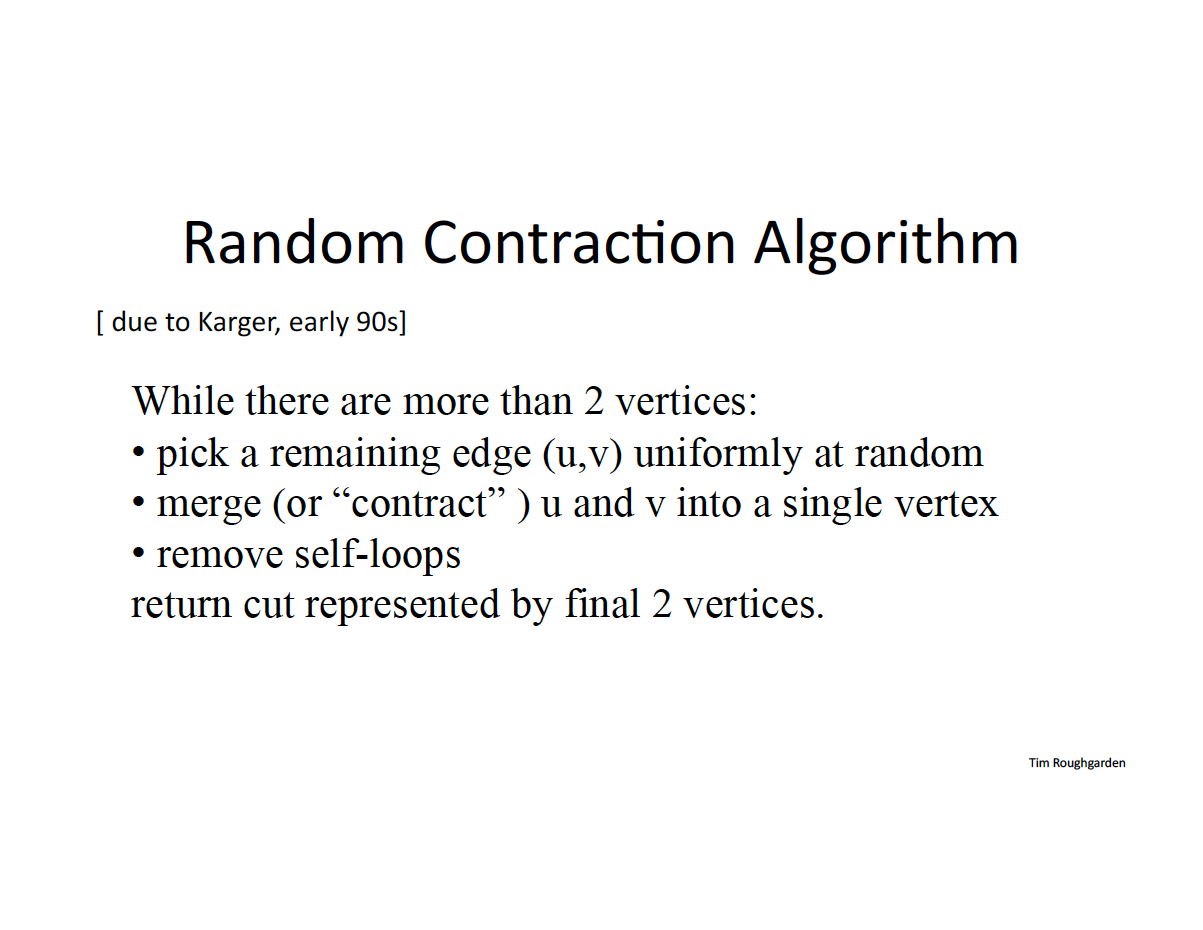 Random Contraction Algorithm
[ due to Karger, early 90s]
While there are more than 2 vertices:
• pick a remaining edge (u,v) uniformly at random
• merge (or “contract” ) u and v into a single vertex
• remove self-loops
return cut represented by final 2 vertices.
Tim Roughgarden